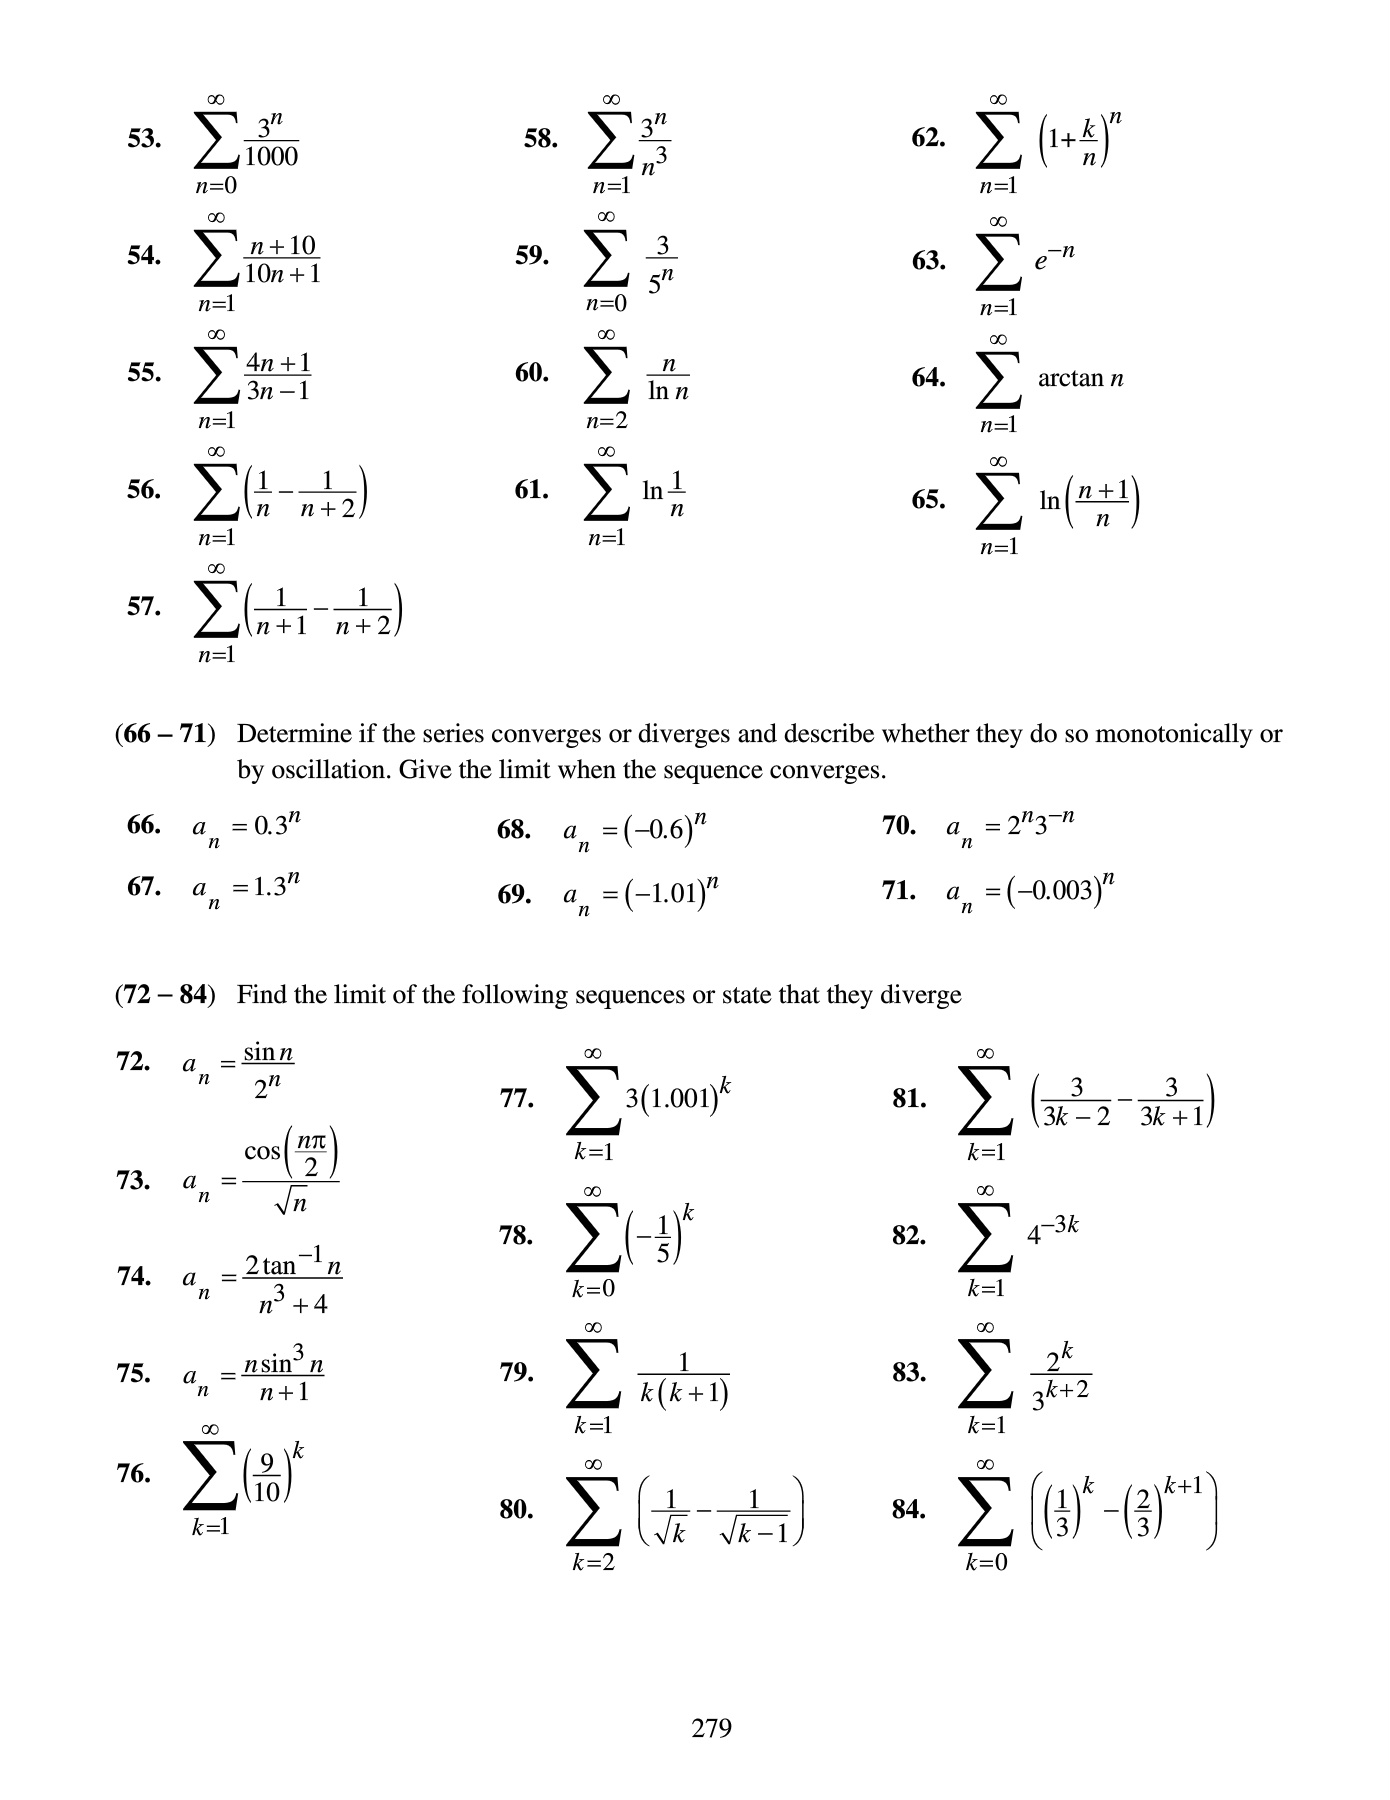 53. \sum_{n=0}^{\infty} \frac{3^n}{1000}
54. \sum_{n=1}^{\infty} \frac{n+10}{10n+1}
55. \sum_{n=1}^{\infty} \frac{4n+1}{3n-1}
56. \sum_{n=1}^{\infty} \left(\frac{1}{n} - \frac{1}{n+2}\right)
57. \sum_{n=1}^{\infty} \left(\frac{1}{n+1} - \frac{1}{n+2}\right)
58. \sum_{n=1}^{\infty} \frac{3^n}{n^3}
59. \sum_{n=0}^{\infty} \frac{3}{5^n}
60. \sum_{n=2}^{\infty} \frac{n}{\ln n}
61. \sum_{n=1}^{\infty} \ln \frac{1}{n}
62. \sum_{n=1}^{\infty} \left(1+\frac{k}{n}\right)^n
63. \sum_{n=1}^{\infty} e^{-n}
64. \sum_{n=1}^{\infty} \arctan n
65. \sum_{n=1}^{\infty} \ln\left(\frac{n+1}{n}\right)
(66 – 71) Determine if the series converges or diverges and describe whether they do so monotonically or
by oscillation. Give the limit when the sequence converges.
66. a_n = 0.3^n
67. a_n = 1.3^n
68. a_n = (-0.6)^n
69. a_n = (-1.01)^n
70. a_n = 2^n 3^{-n}
71. a_n = (-0.003)^n
(72 – 84) Find the limit of the following sequences or state that they diverge
72. a_n = \frac{\sin n}{2^n}
73. a_n = \frac{\cos\left(\frac{n\pi}{2}\right)}{\sqrt{n}}
74. a_n = \frac{2\tan^{-1} n}{n^3+4}
75. a_n = \frac{n\sin^3 n}{n+1}
76. \sum_{k=1}^{\infty} \left(\frac{9}{10}\right)^k
77. \sum_{k=1}^{\infty} 3(1.001)^k
78. \sum_{k=0}^{\infty} \left(-\frac{1}{5}\right)^k
79. \sum_{k=1}^{\infty} \frac{1}{k(k+1)}
80. \sum_{k=2}^{\infty} \left(\frac{1}{\sqrt{k}} - \frac{1}{\sqrt{k-1}}\right)
81. \sum_{k=1}^{\infty} \left(\frac{3}{3k-2} - \frac{3}{3k+1}\right)
82. \sum_{k=1}^{\infty} 4^{-3k}
83. \sum_{k=1}^{\infty} \frac{2^k}{3^{k+2}}
84. \sum_{k=0}^{\infty} \left(\left(\frac{1}{3}\right)^k - \left(\frac{2}{3}\right)^{k+1}\right)
279